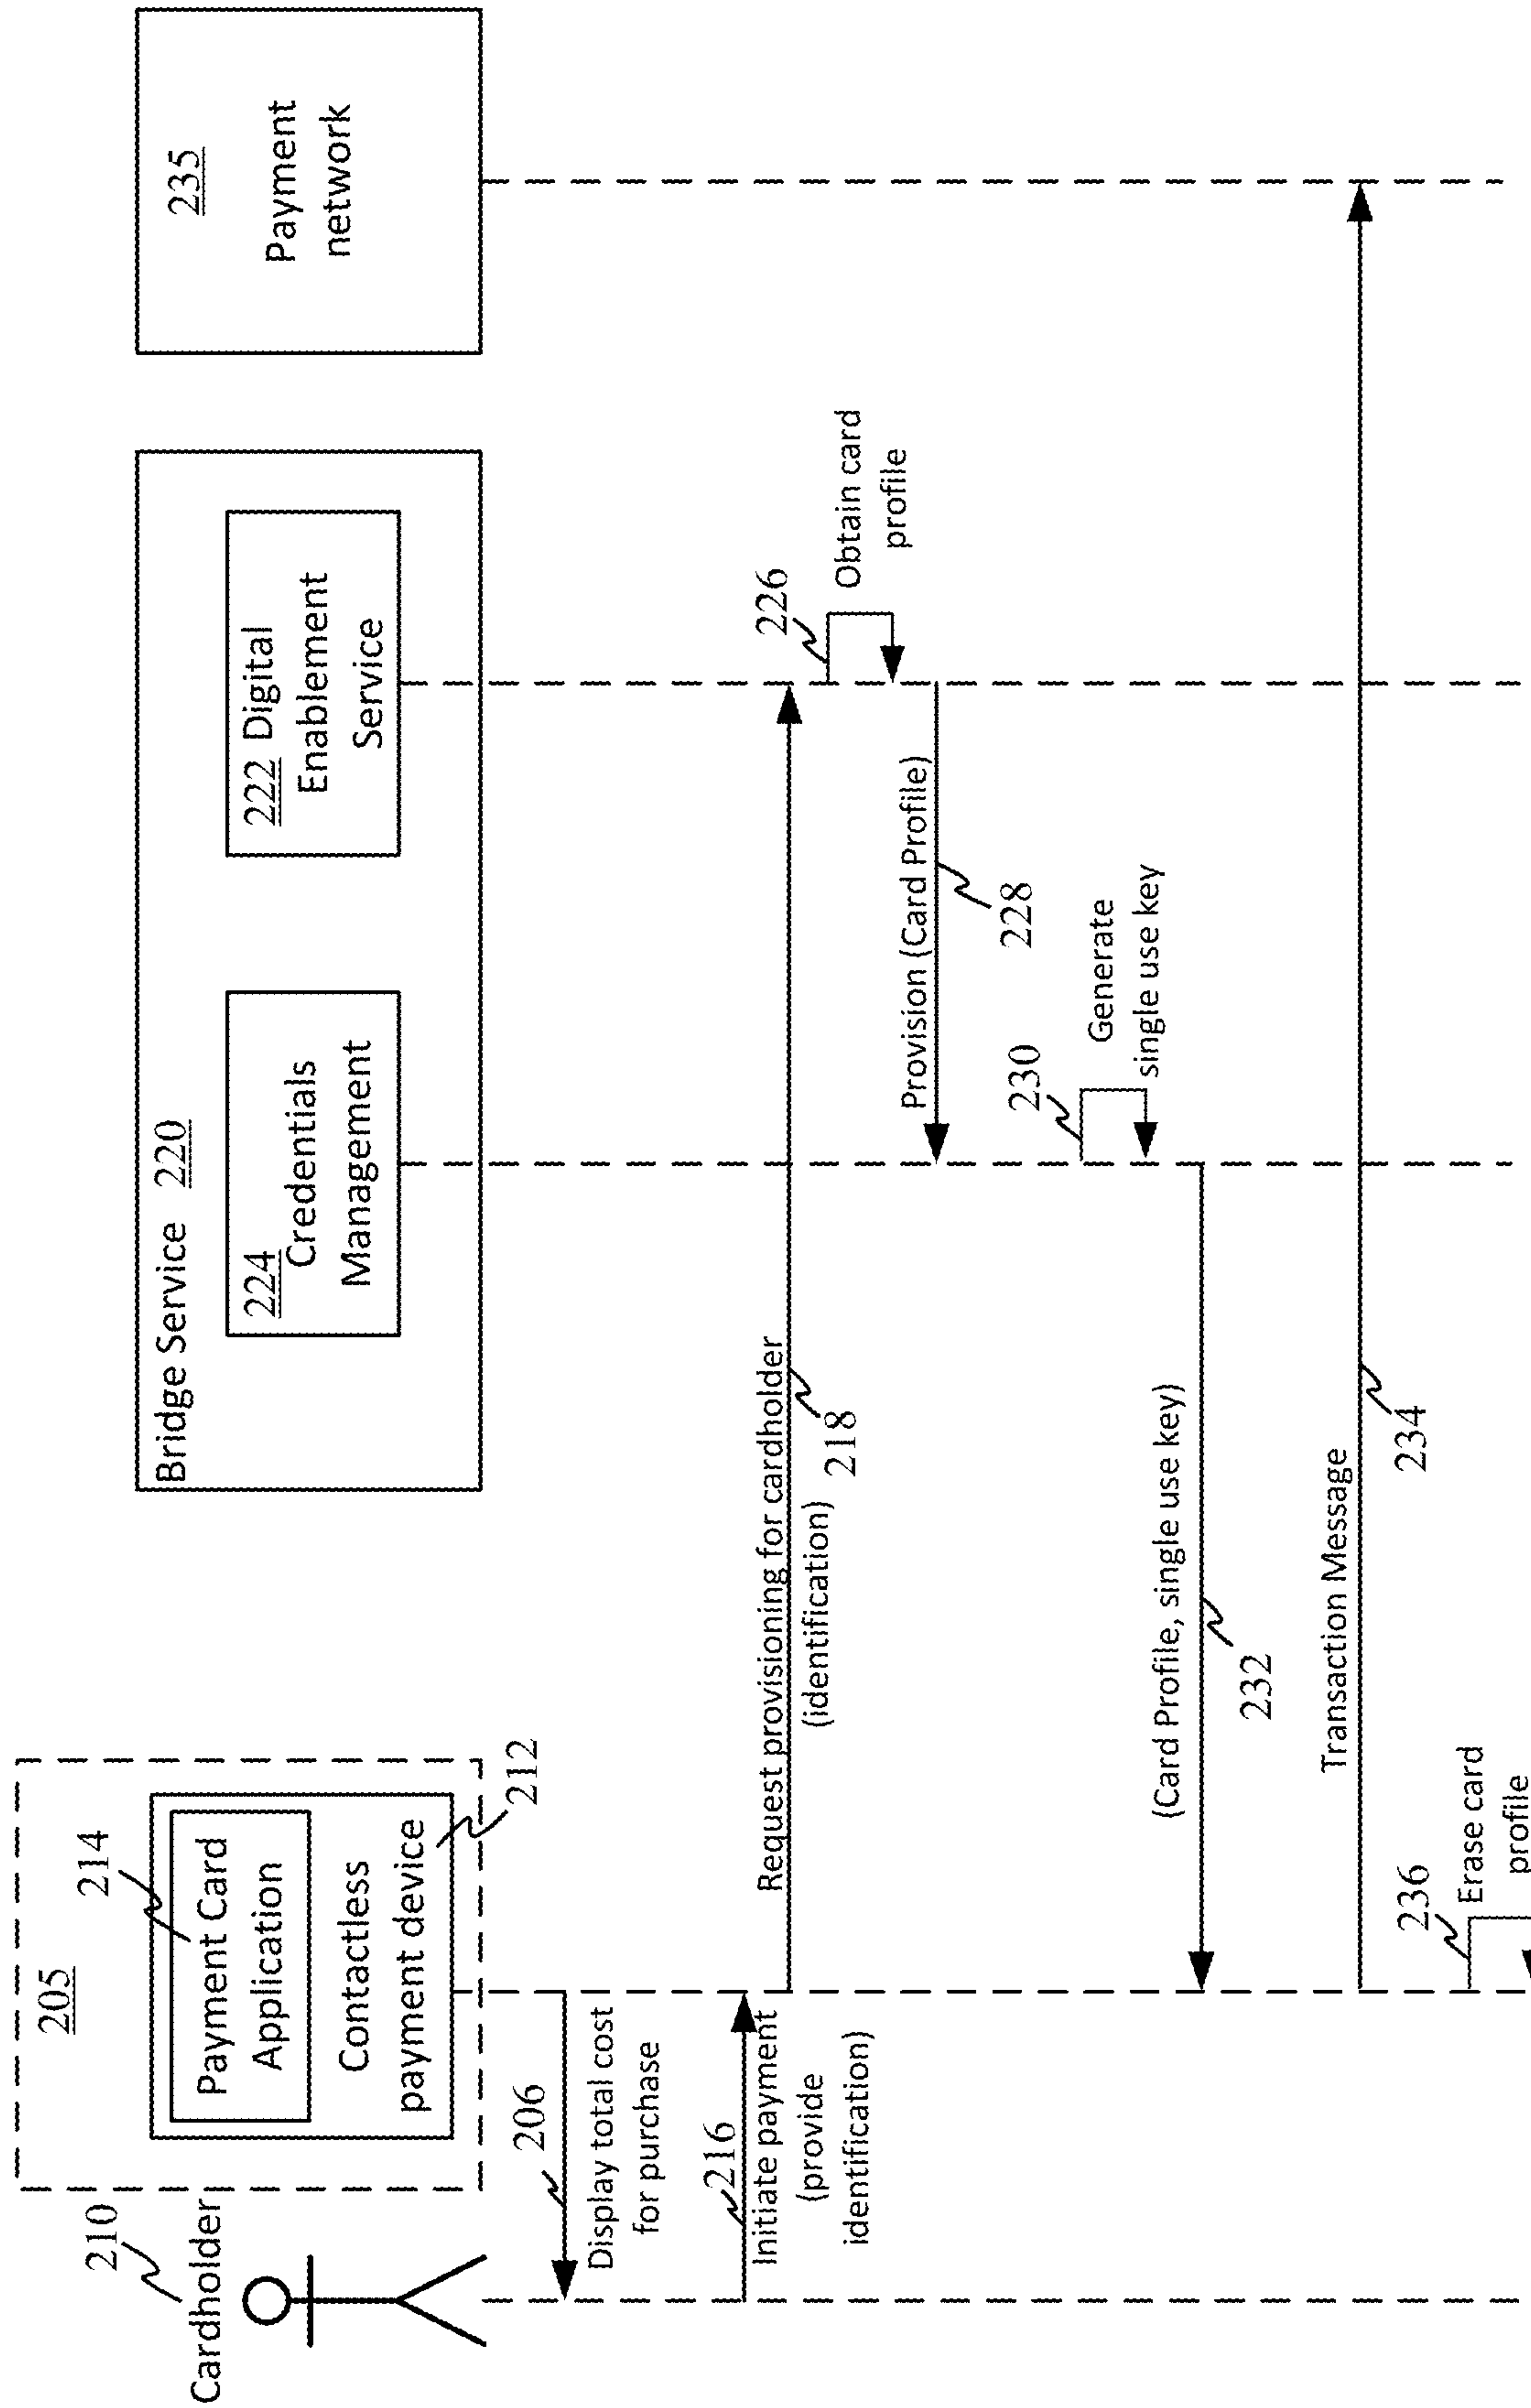 210
Cardholder
205
214
Payment Card
Application
Contactless
payment device
212
Bridge Service 220
224
Credentials
Management
222 Digital
Enablement
Service
235
Payment
network
206
Display total cost
for purchase
216
Initiate payment
(provide
identification)
Request provisioning for cardholder
(identification)
218
226
Obtain card
profile
Provision (Card Profile)
228
230
Generate
single use key
(Card Profile, single use key)
232
Transaction Message
234
236
Erase card
profile